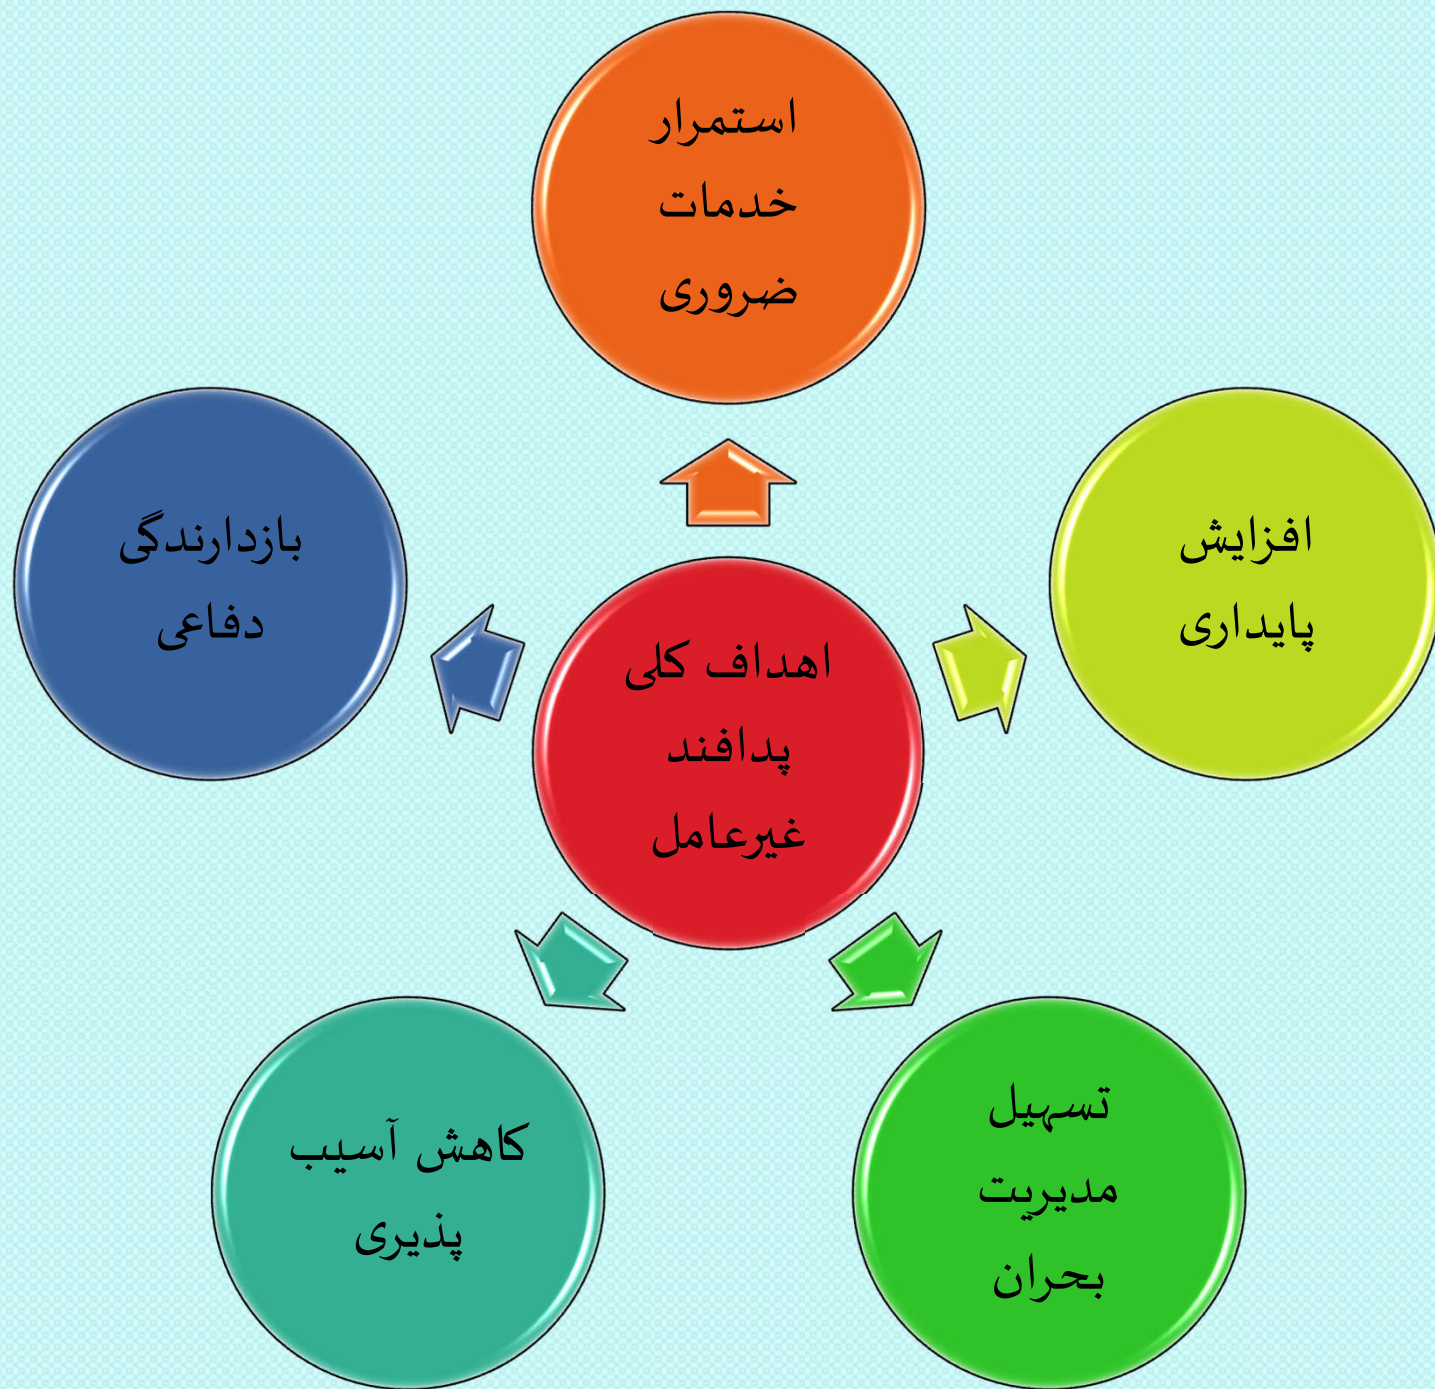 استمرار
خدمات
ضروری
افزایش
پایداری
تسهیل
مدیریت
بحران
کاهش آسیب
پذیری
بازدارندگی
دفاعی
اهداف کلی
پدافند
غیرعامل